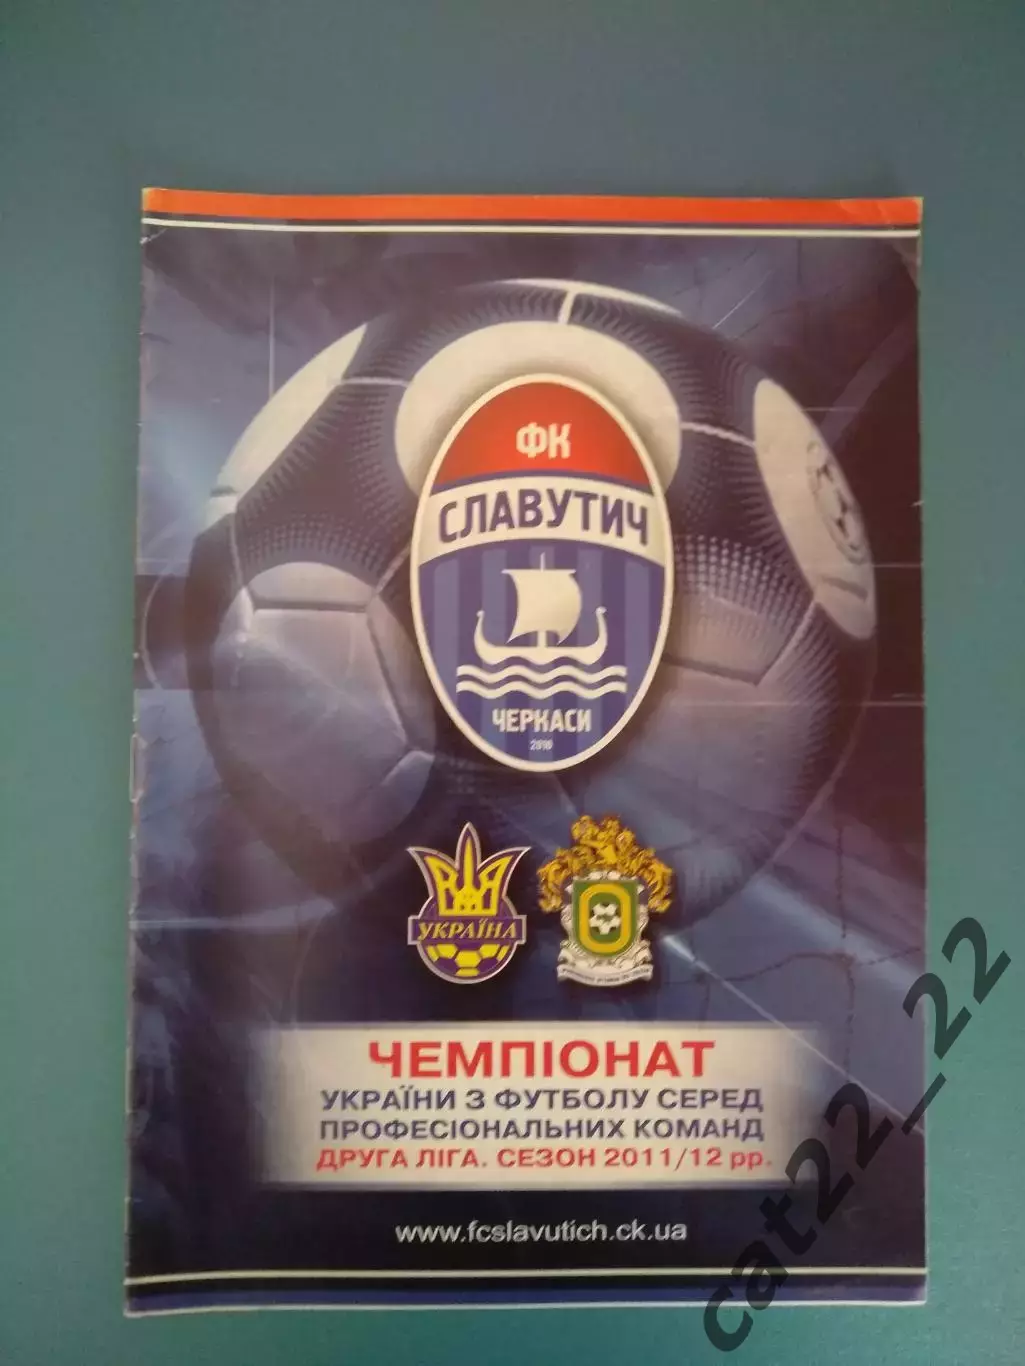 ФК
СЛАВУТИЧ
ЧЕРКАСИ
2010
УКРАЇНА
ЧЕМПІОНАТ
УКРАЇНИ З ФУТБОЛУ СЕРЕД
ПРОФЕСІОНАЛЬНИХ КОМАНД
ДРУГА ЛІГА. СЕЗОН 2011/12 рр.
www.fcslavutich.ck.ua
cat22_22